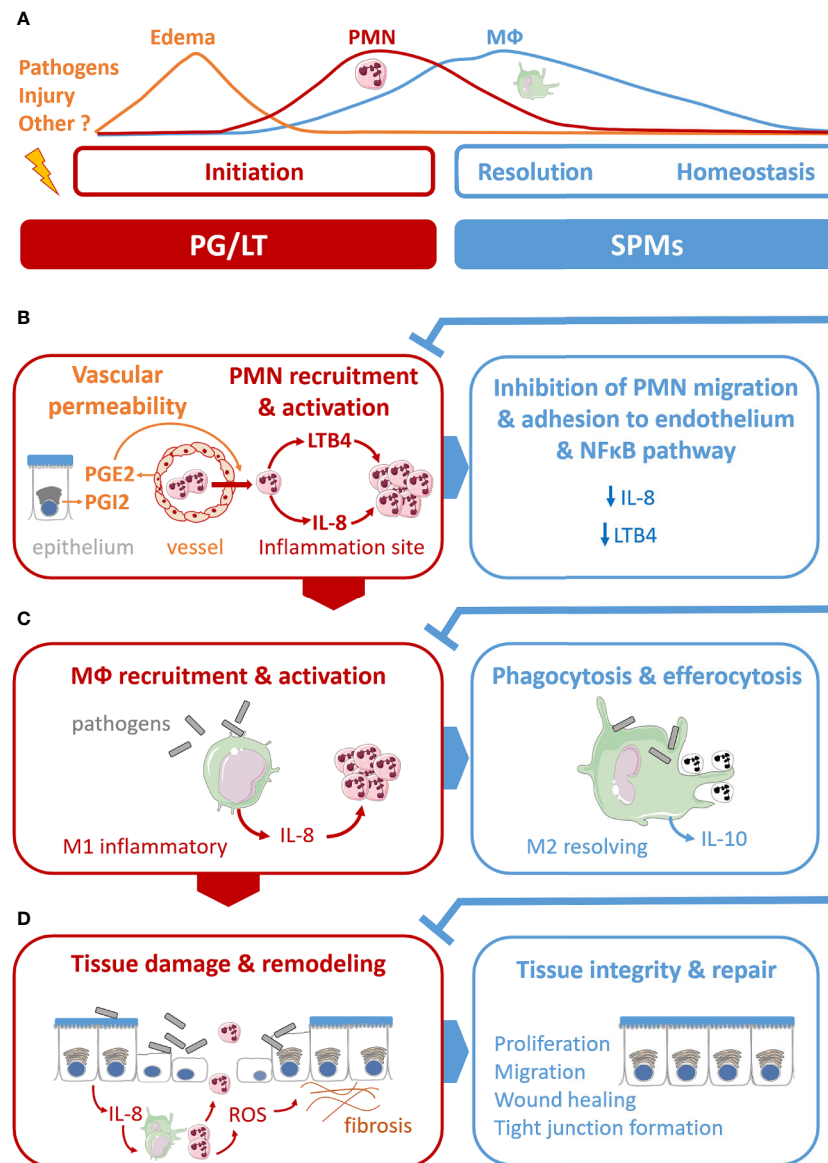 A
Edema
PMN
MΦ
Pathogens
Injury
Other ?
Initiation
Resolution
Homeostasis
PG/LT
SPMs
B
Vascular
permeability
PMN recruitment
& activation
LTB4
PGE2
PGI2
IL-8
epithelium
vessel
Inflammation site
Inhibition of PMN migration
& adhesion to endothelium
& NFκB pathway
IL-8
LTB4
C
MΦ recruitment & activation
pathogens
IL-8
M1 inflammatory
Phagocytosis & efferocytosis
M2 resolving
IL-10
D
Tissue damage & remodeling
IL-8
ROS
fibrosis
Tissue integrity & repair
Proliferation
Migration
Wound healing
Tight junction formation